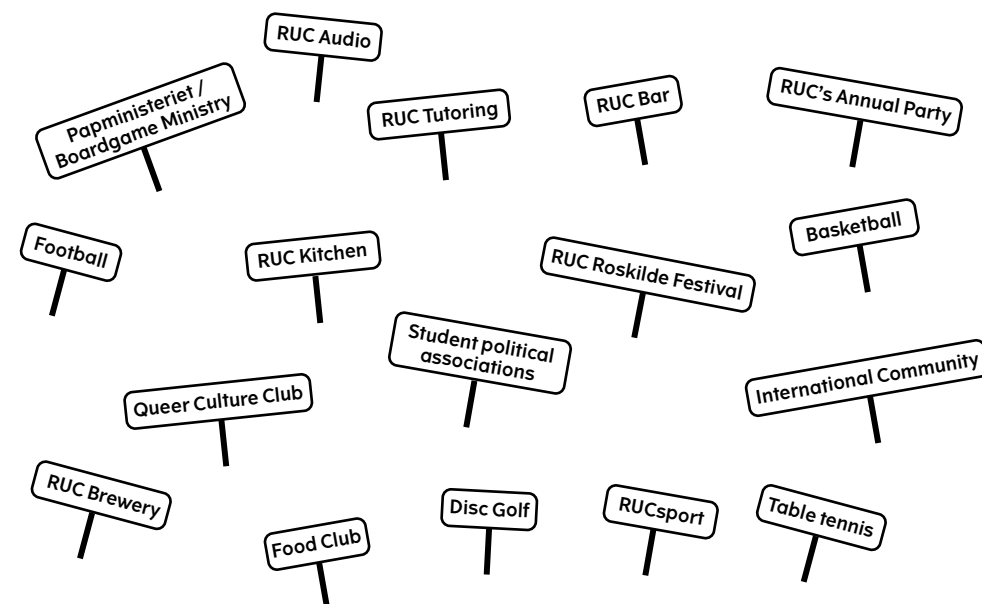 RUC Audio
Papministeriet /
Boardgame Ministry
RUC Tutoring
RUC Bar
RUC's Annual Party
Football
RUC Kitchen
RUC Roskilde Festival
Basketball
Student political
associations
International Community
Queer Culture Club
RUC Brewery
Food Club
Disc Golf
RUCsport
Table tennis